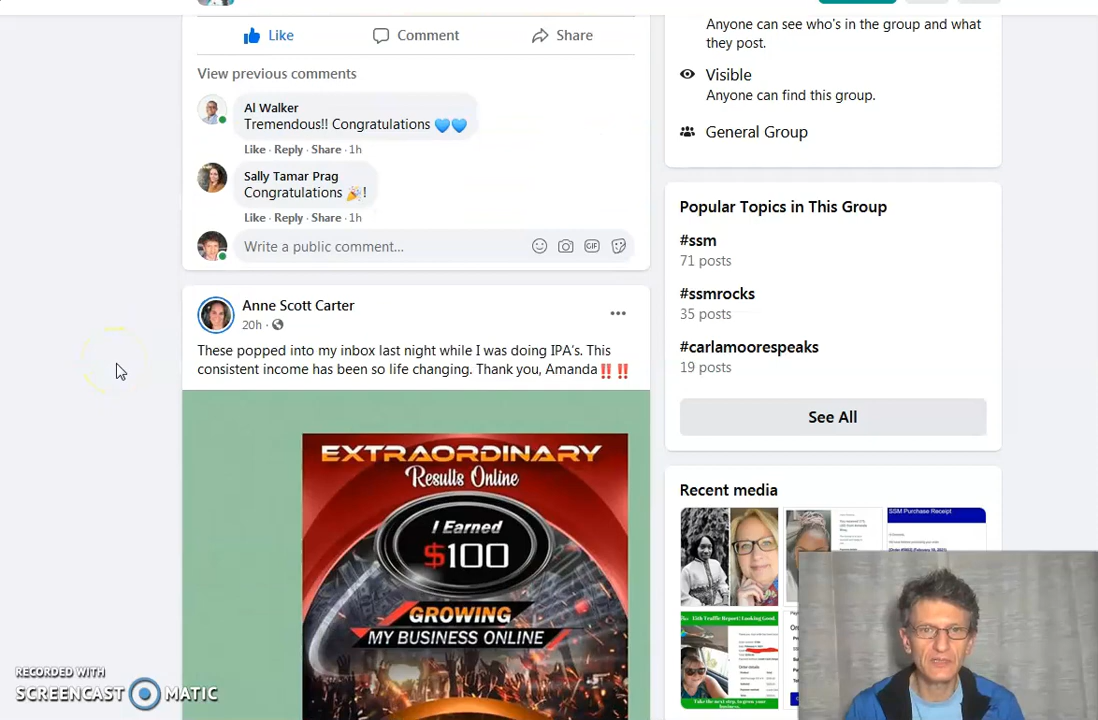 Like
Comment
Share
View previous comments
Al Walker
Tremendous!! Congratulations 💙💙
Like · Reply · Share · 1h
Sally Tamar Prag
Congratulations 🎉!
Like · Reply · Share · 1h
Write a public comment...
GIF
Anne Scott Carter
20h ·
These popped into my inbox last night while I was doing IPA's. This
consistent income has been so life changing. Thank you, Amanda‼️ ‼️
EXTRAORDINARY
Results Online
I Earned
$100
GROWING
MY BUSINESS ONLINE
Anyone can see who's in the group and what
they post.
Visible
Anyone can find this group.
General Group
Popular Topics in This Group
#ssm
71 posts
#ssmrocks
35 posts
#carlamoorespeaks
19 posts
See All
Recent media
SSM Purchase Receipt
RECORDED WITH
SCREENCAST MATIC